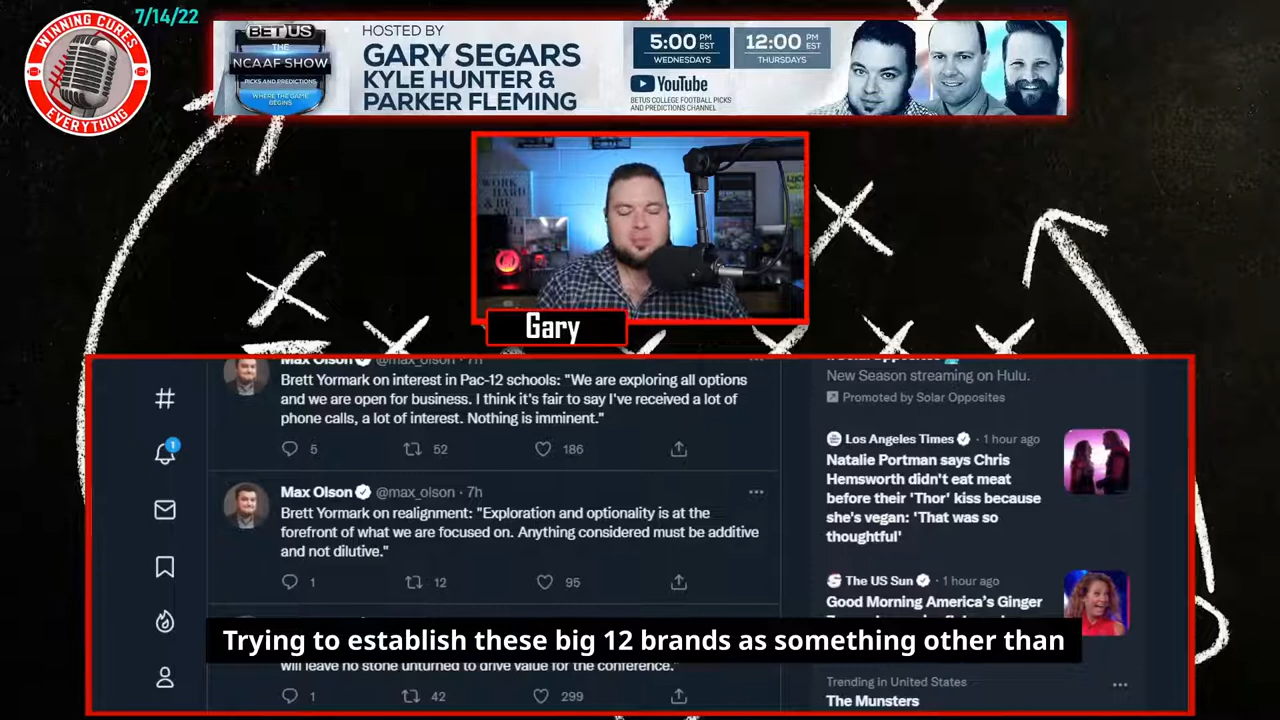 7/14/22
WINNING CURES
EVERYTHING
BETUS
THE
NCAAF SHOW
PICKS AND PREDICTIONS
WHERE THE GAME
BEGINS
HOSTED BY
GARY SEGARS
KYLE HUNTER &
PARKER FLEMING
5:00 PM EST
WEDNESDAYS
12:00 PM EST
THURSDAYS
YouTube
BETUS COLLEGE FOOTBALL PICKS
AND PREDICTIONS CHANNEL
WORK
HARD
Gary
Max Olson @max_olson · 7h
Brett Yormark on interest in Pac-12 schools: "We are exploring all options
and we are open for business. I think it's fair to say I've received a lot of
phone calls, a lot of interest. Nothing is imminent."
5 52 186
Max Olson @max_olson · 7h
Brett Yormark on realignment: "Exploration and optionality is at the
forefront of what we are focused on. Anything considered must be additive
and not dilutive."
1 12 95
will leave no stone unturned to drive value for the conference."
1 42 299
1
New Season streaming on Hulu.
Promoted by Solar Opposites
Los Angeles Times · 1 hour ago
Natalie Portman says Chris
Hemsworth didn't eat meat
before their 'Thor' kiss because
she's vegan: 'That was so
thoughtful'
The US Sun · 1 hour ago
Good Morning America's Ginger
Trending in United States
The Munsters
Trying to establish these big 12 brands as something other than